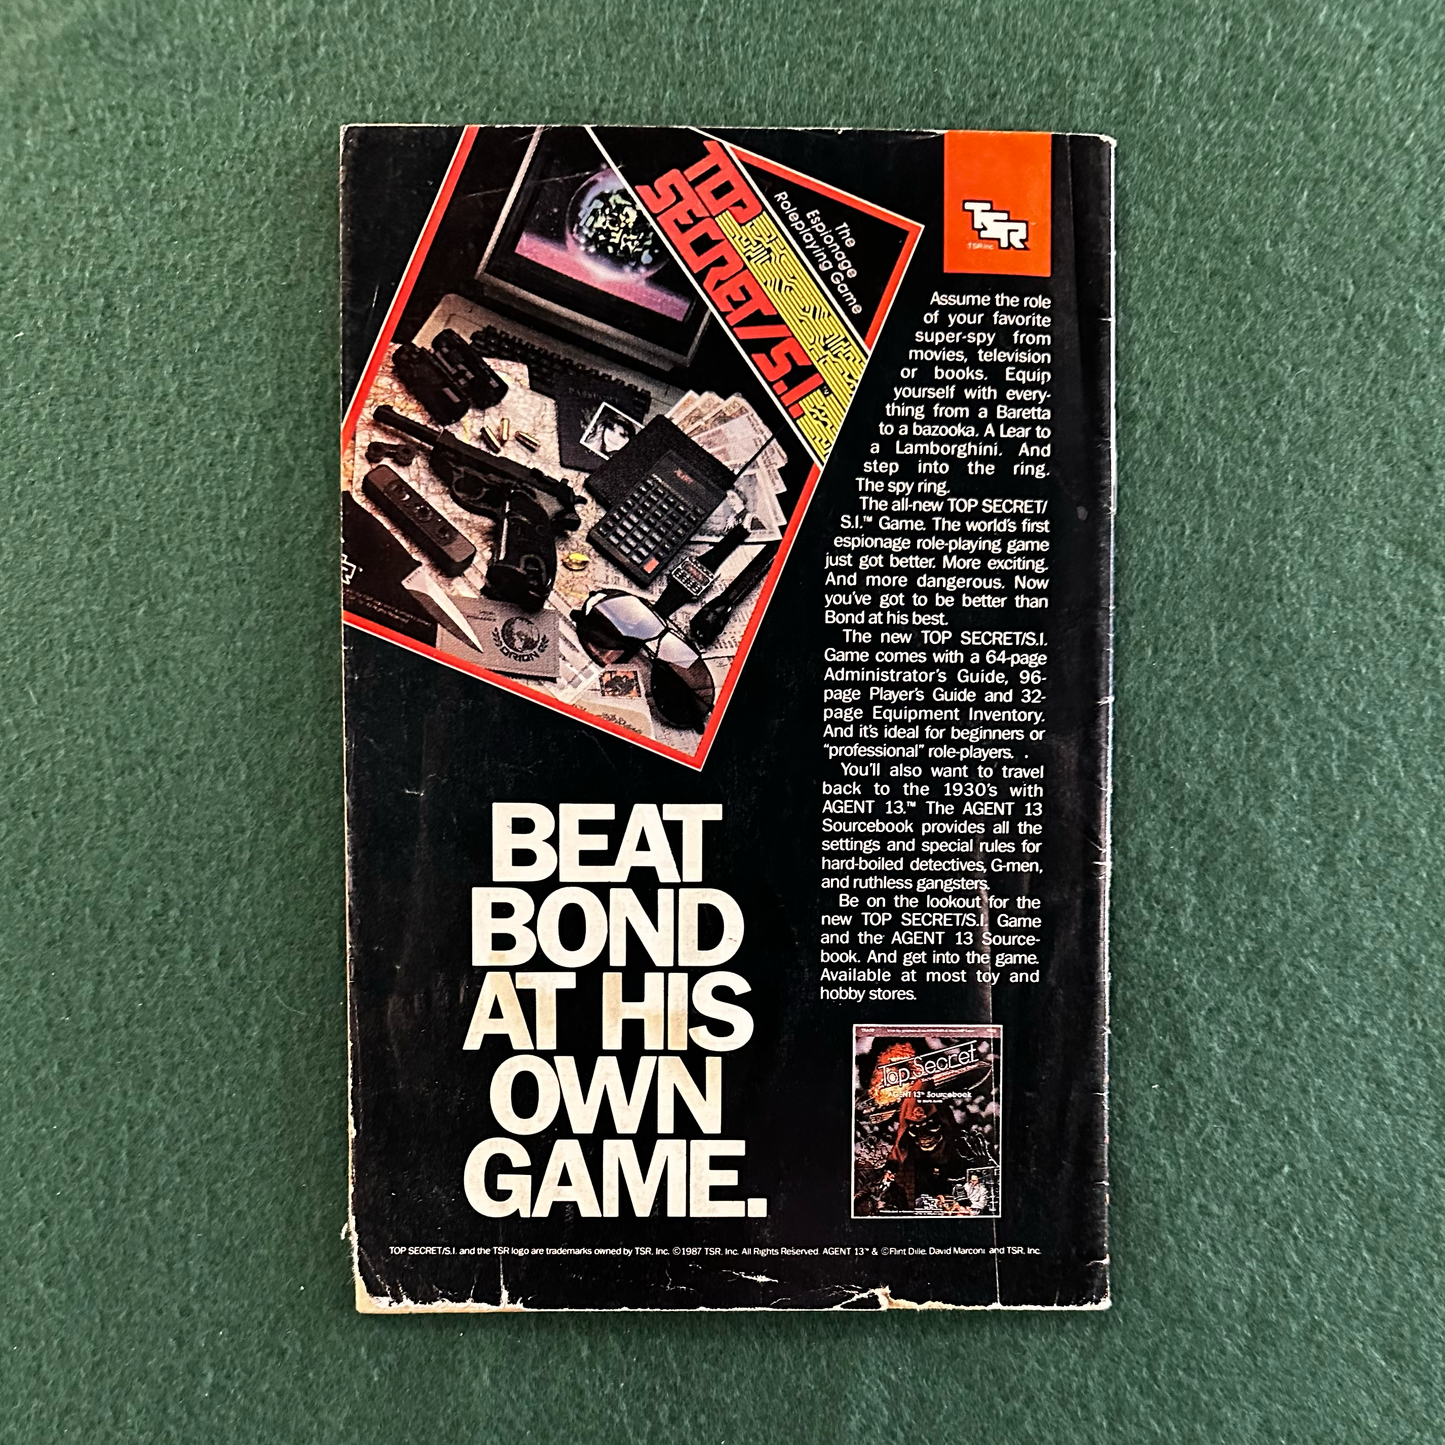 TOP
SECRET/S.I.™
The
Espionage
Roleplaying Game
TSR
TSR, Inc.
Assume the role
of your favorite
super-spy from
movies, television
or books. Equip
yourself with every-
thing from a Baretta
to a bazooka. A Lear to
a Lamborghini. And
step into the ring.
The spy ring.
The all-new TOP SECRET/
S.I.™ Game. The world's first
espionage role-playing game
just got better. More exciting.
And more dangerous. Now
you've got to be better than
Bond at his best.
The new TOP SECRET/S.I.
Game comes with a 64-page
Administrator's Guide, 96-
page Player's Guide and 32-
page Equipment Inventory.
And it's ideal for beginners or
"professional" role-players.
You'll also want to travel
back to the 1930's with
AGENT 13.™ The AGENT 13
Sourcebook provides all the
settings and special rules for
hard-boiled detectives, G-men,
and ruthless gangsters.
Be on the lookout for the
new TOP SECRET/S.I. Game
and the AGENT 13 Source-
book. And get into the game.
Available at most toy and
hobby stores.
ORION
BEAT
BOND
AT HIS
OWN
GAME.
Top Secret
AGENT 13™ Sourcebook
TOP SECRET/S.I. and the TSR logo are trademarks owned by TSR, Inc. ©1987 TSR, Inc. All Rights Reserved. AGENT 13™ & ©Flint Dille, David Marconi and TSR, Inc.